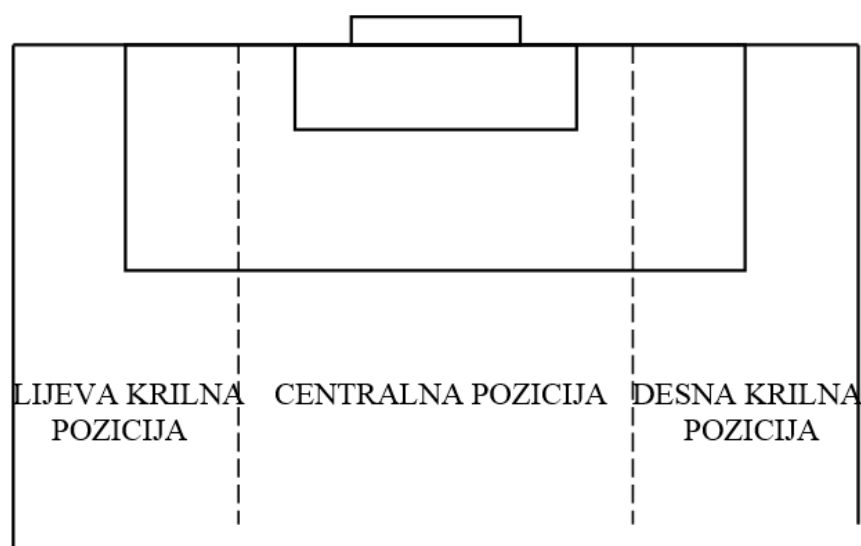 LIJEVA KRILNA
POZICIJA
CENTRALNA POZICIJA
DESNA KRILNA
POZICIJA